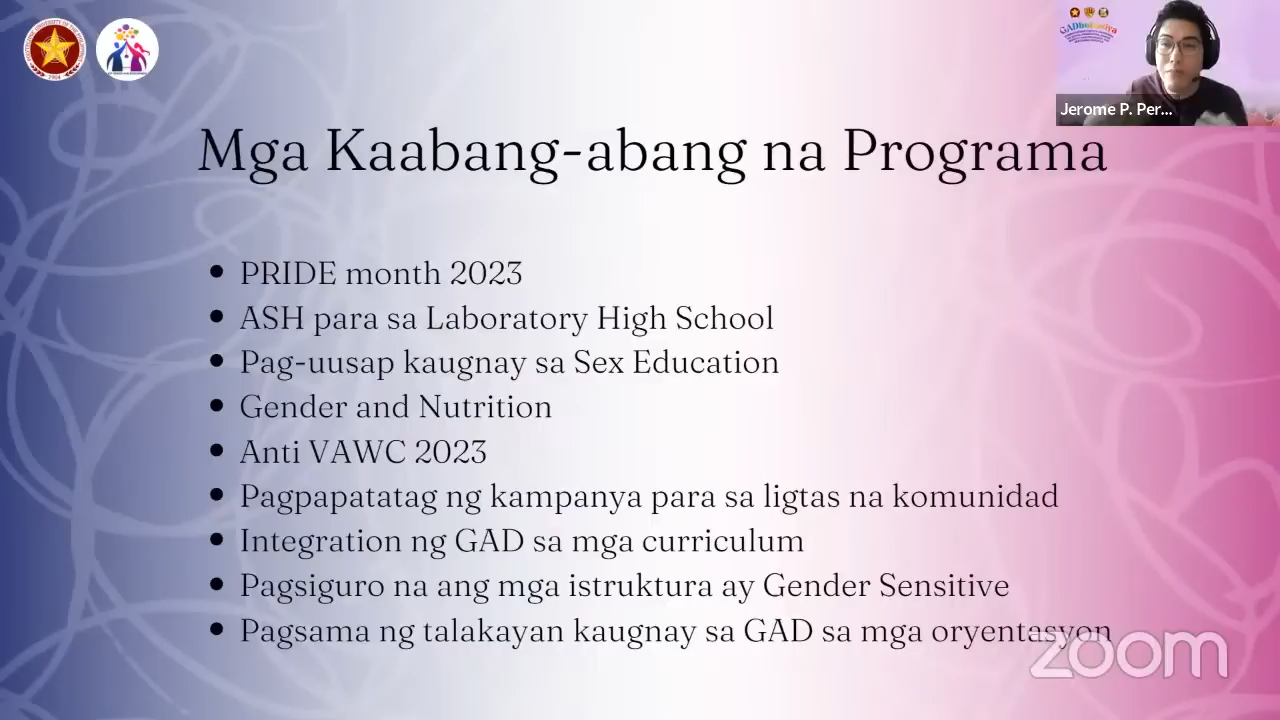 Mga Kaabang-abang na Programa
PRIDE month 2023
ASH para sa Laboratory High School
Pag-uusap kaugnay sa Sex Education
Gender and Nutrition
Anti VAWC 2023
Pagpapatatag ng kampanya para sa ligtas na komunidad
Integration ng GAD sa mga curriculum
Pagsiguro na ang mga istruktura ay Gender Sensitive
Pagsama ng talakayan kaugnay sa GAD sa mga oryentasyon
Jerome P. Per...
zoom